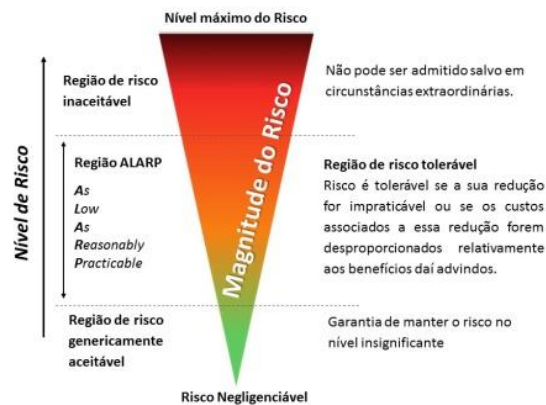 Nível máximo do Risco
Nível de Risco
Região de risco
inaceitável
Magnitude do Risco
Não pode ser admitido salvo em
circunstâncias extraordinárias.
Região ALARP
As
Low
As
Reasonably
Practicable
Região de risco tolerável
Risco é tolerável se a sua redução
for impraticável ou se os custos
associados a essa redução forem
desproporcionados relativamente
aos benefícios daí advindos.
Região de risco
genericamente
aceitável
Garantia de manter o risco no
nível insignificante
Risco Negligenciável